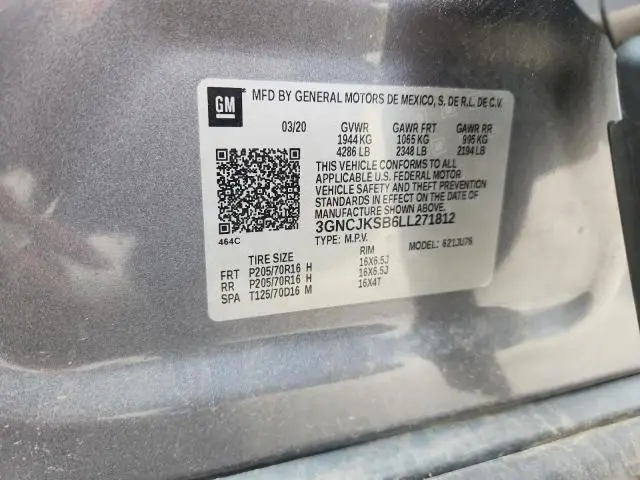 GM
MFD BY GENERAL MOTORS DE MEXICO, S. DE R.L. DE C.V.
03/20 GVWR GAWR FRT GAWR RR
1944 KG 1065 KG 995 KG
4286 LB 2348 LB 2194 LB
THIS VEHICLE CONFORMS TO ALL
APPLICABLE U.S. FEDERAL MOTOR
VEHICLE SAFETY AND THEFT PREVENTION
STANDARDS IN EFFECT ON THE DATE OF
MANUFACTURE SHOWN ABOVE.
3GNCJKSB6LL271812
464C
TYPE: M.P.V. MODEL: 621JU76
TIRE SIZE RIM
FRT P205/70R16 H 16X6.5J
RR P205/70R16 H 16X6.5J
SPA T125/70D16 M 16X4T